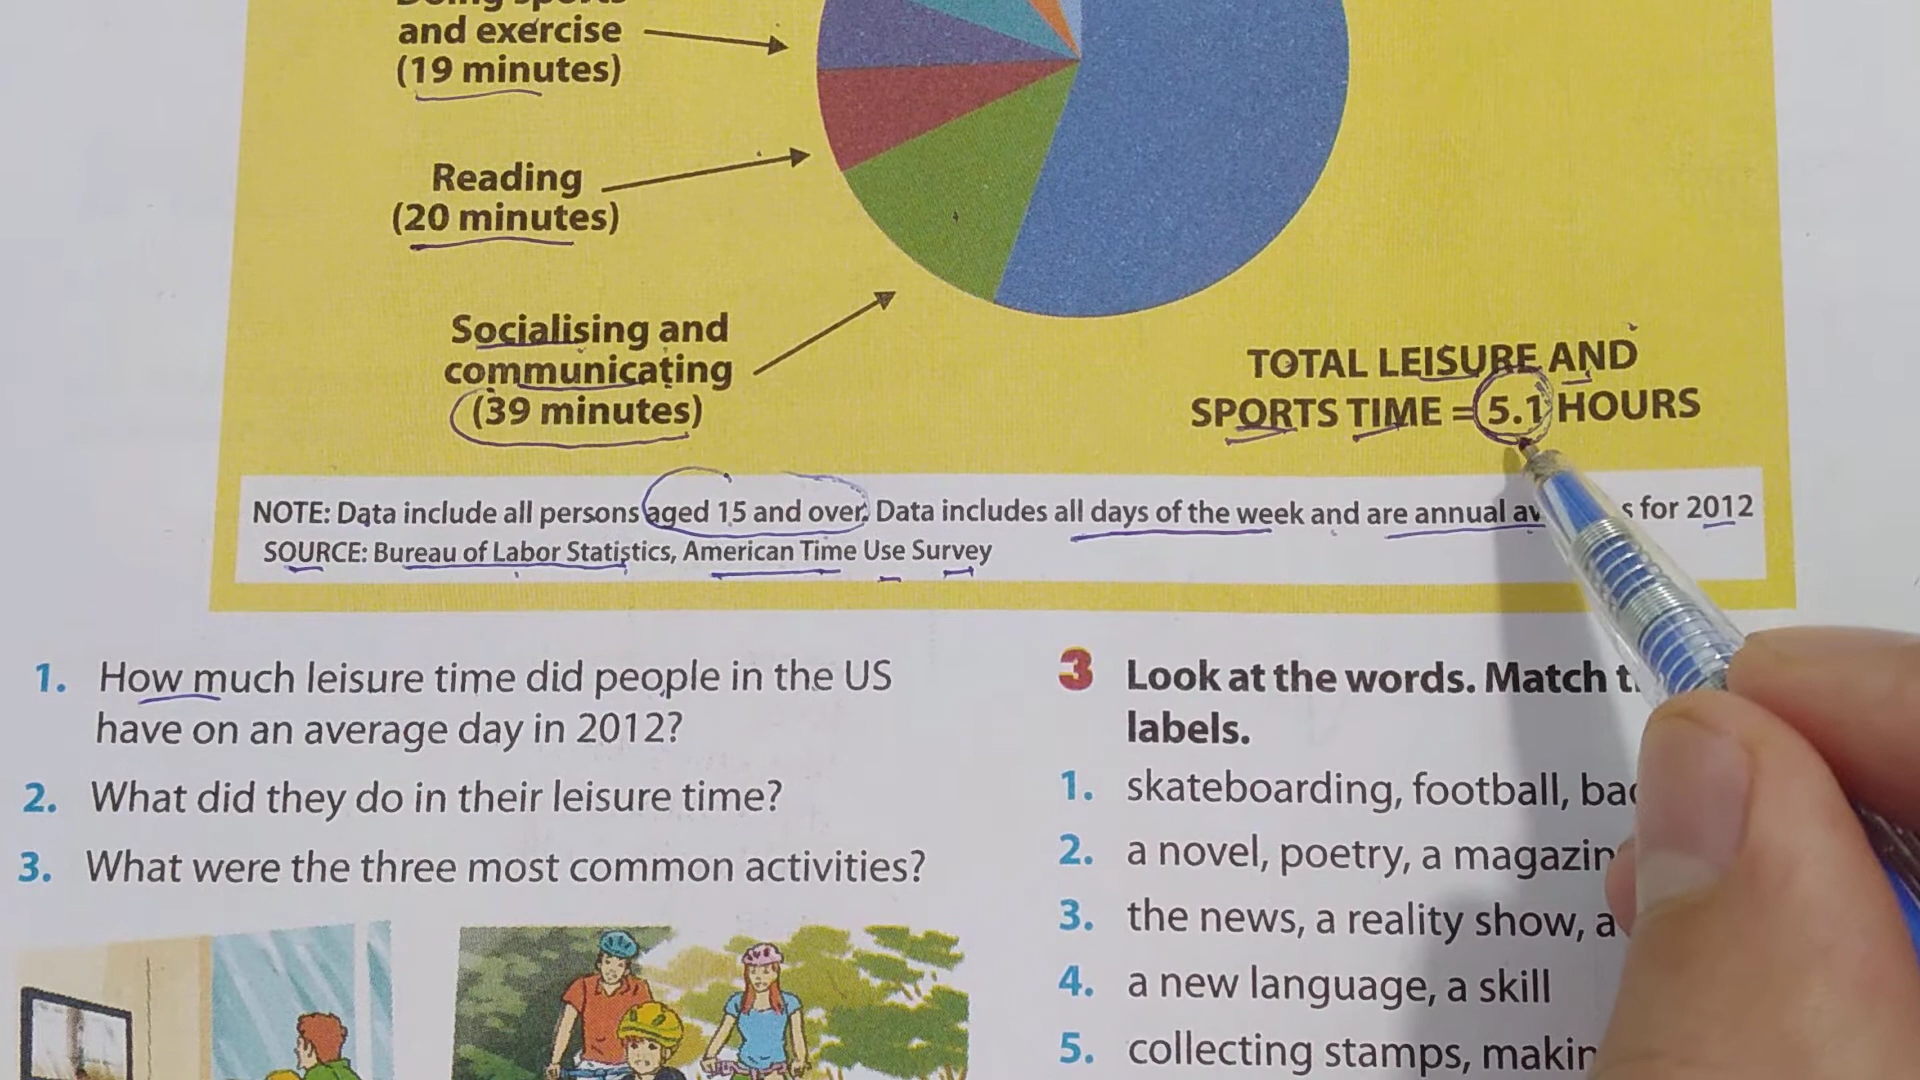 and exercise
(19 minutes)
Reading
(20 minutes)
Socialising and
communicating
(39 minutes)
TOTAL LEISURE AND
SPORTS TIME = 5.1 HOURS
NOTE: Data include all persons aged 15 and over. Data includes all days of the week and are annual for 2012
SOURCE: Bureau of Labor Statistics, American Time Use Survey
1. How much leisure time did people in the US
have on an average day in 2012?
2. What did they do in their leisure time?
3. What were the three most common activities?
3 Look at the words. Match
labels.
1. skateboarding, football,
2. a novel, poetry, a
3. the news, a reality show, a
4. a new language, a skill
5. collecting stamps,